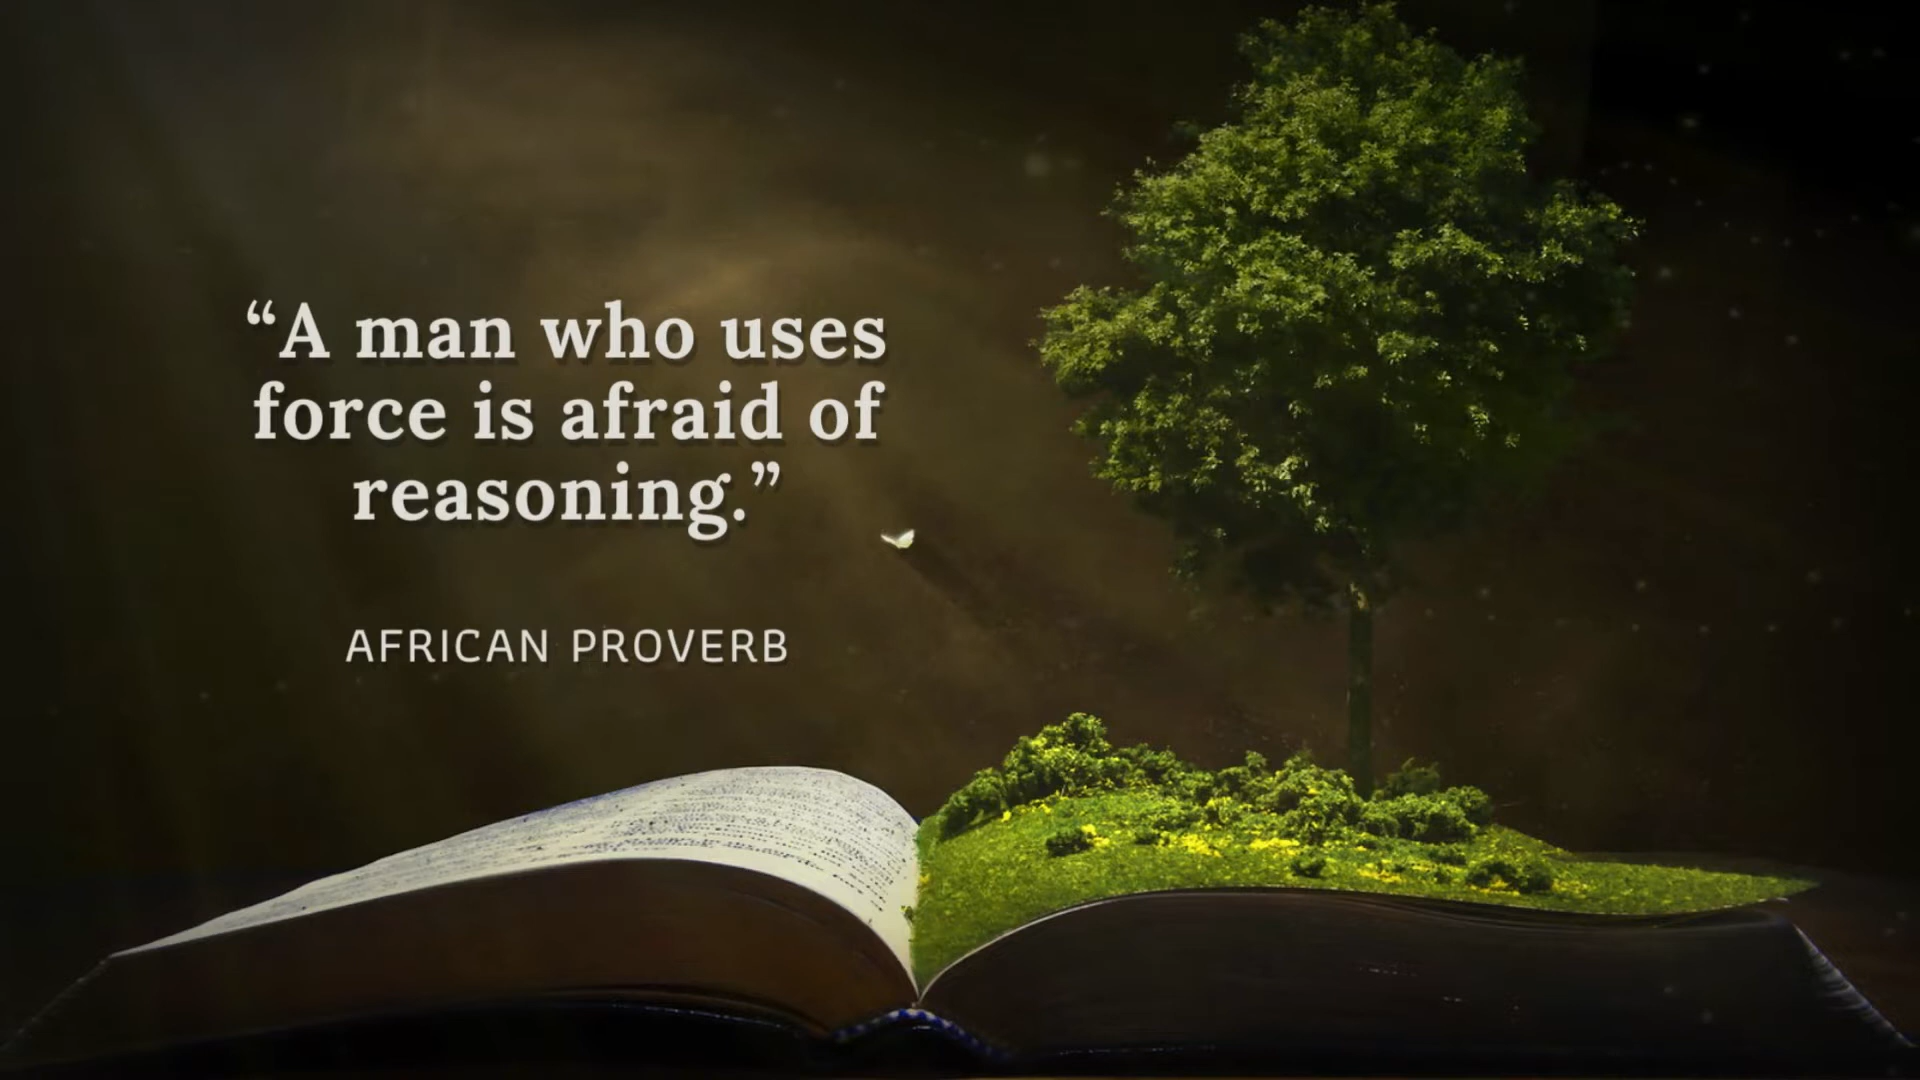 “A man who uses
force is afraid of
reasoning.”
AFRICAN PROVERB